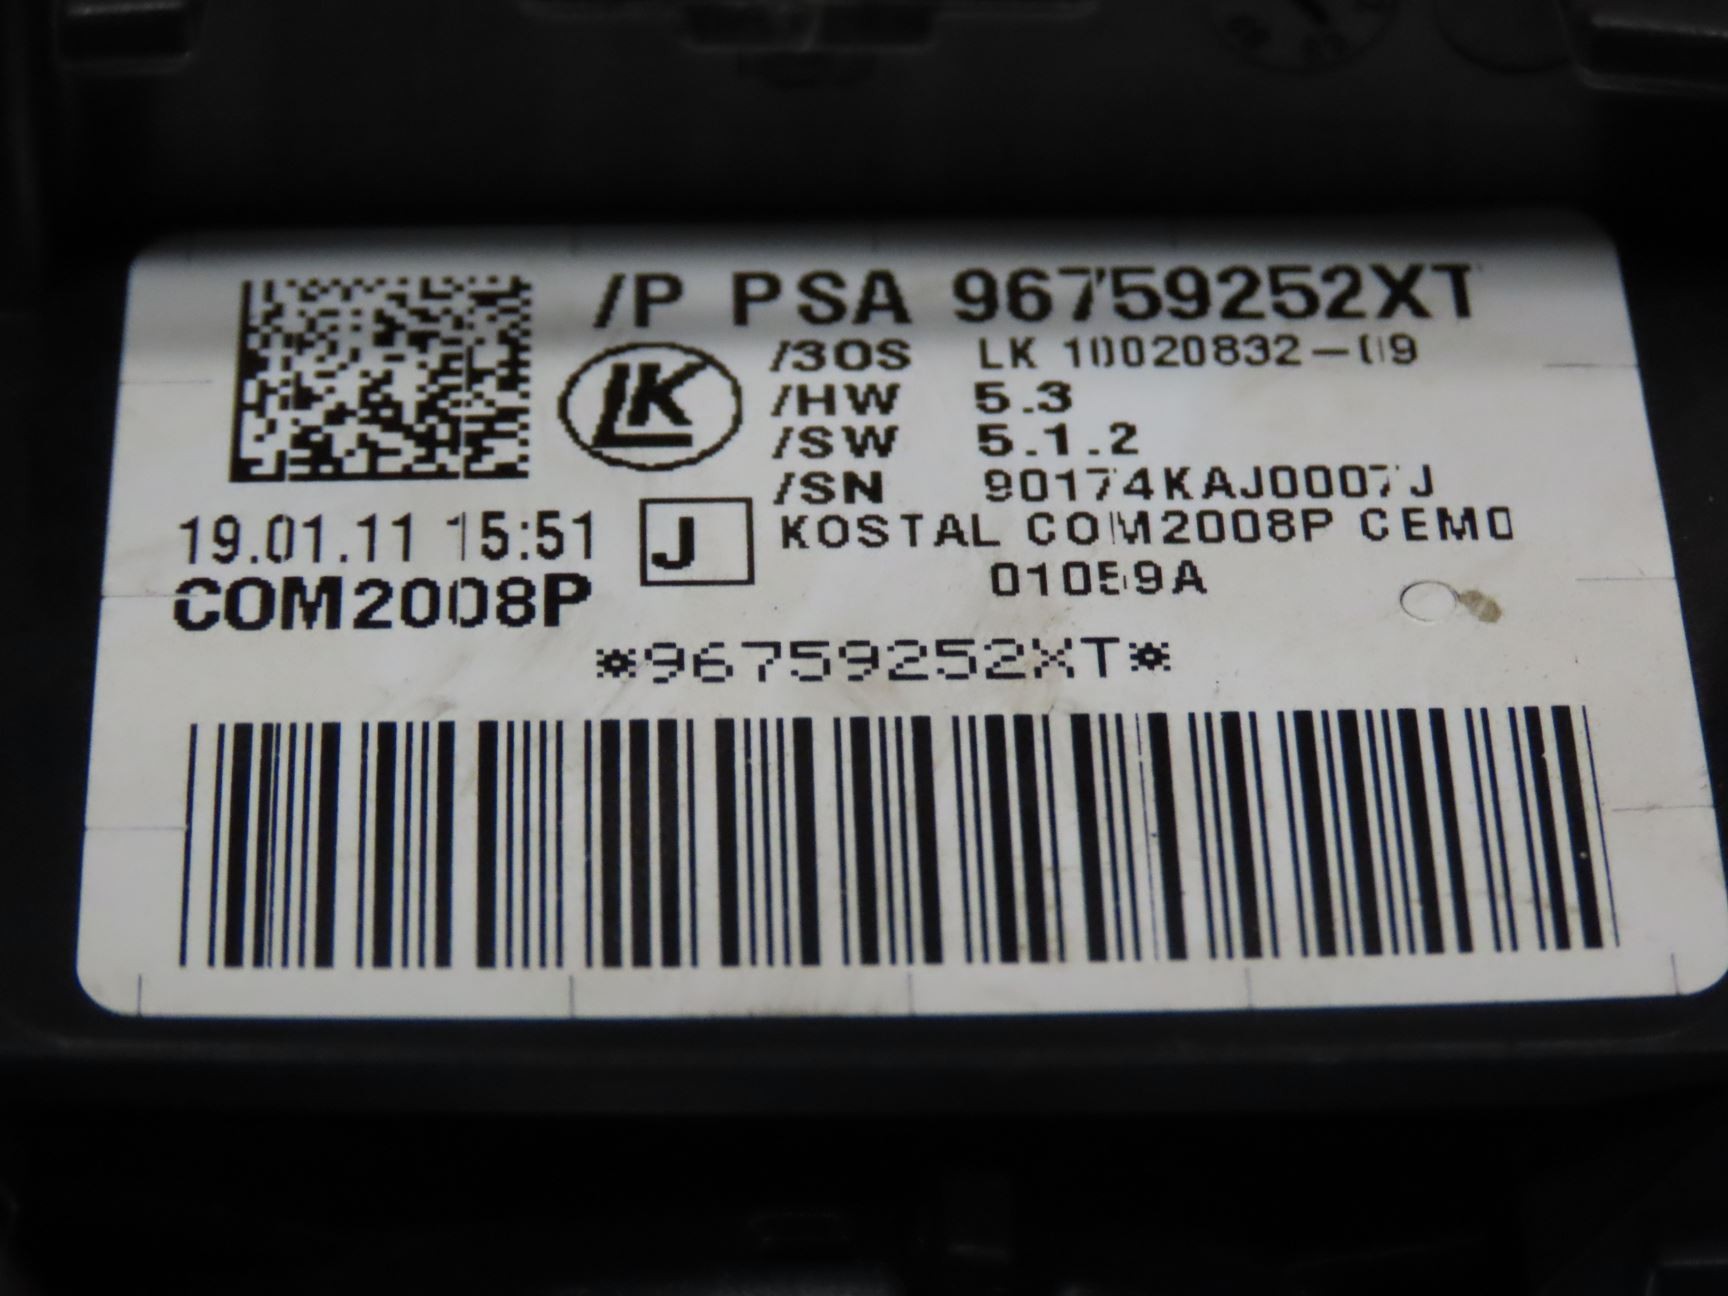 /P PSA 96759252XT
LK
/30S LK 10020832-09
/HW 5.3
/SW 5.1.2
/SN 90174KAJ0007J
19.01.11 15:51
J
KOSTAL COM2008P CEM0
COM2008P
*96759252XT*